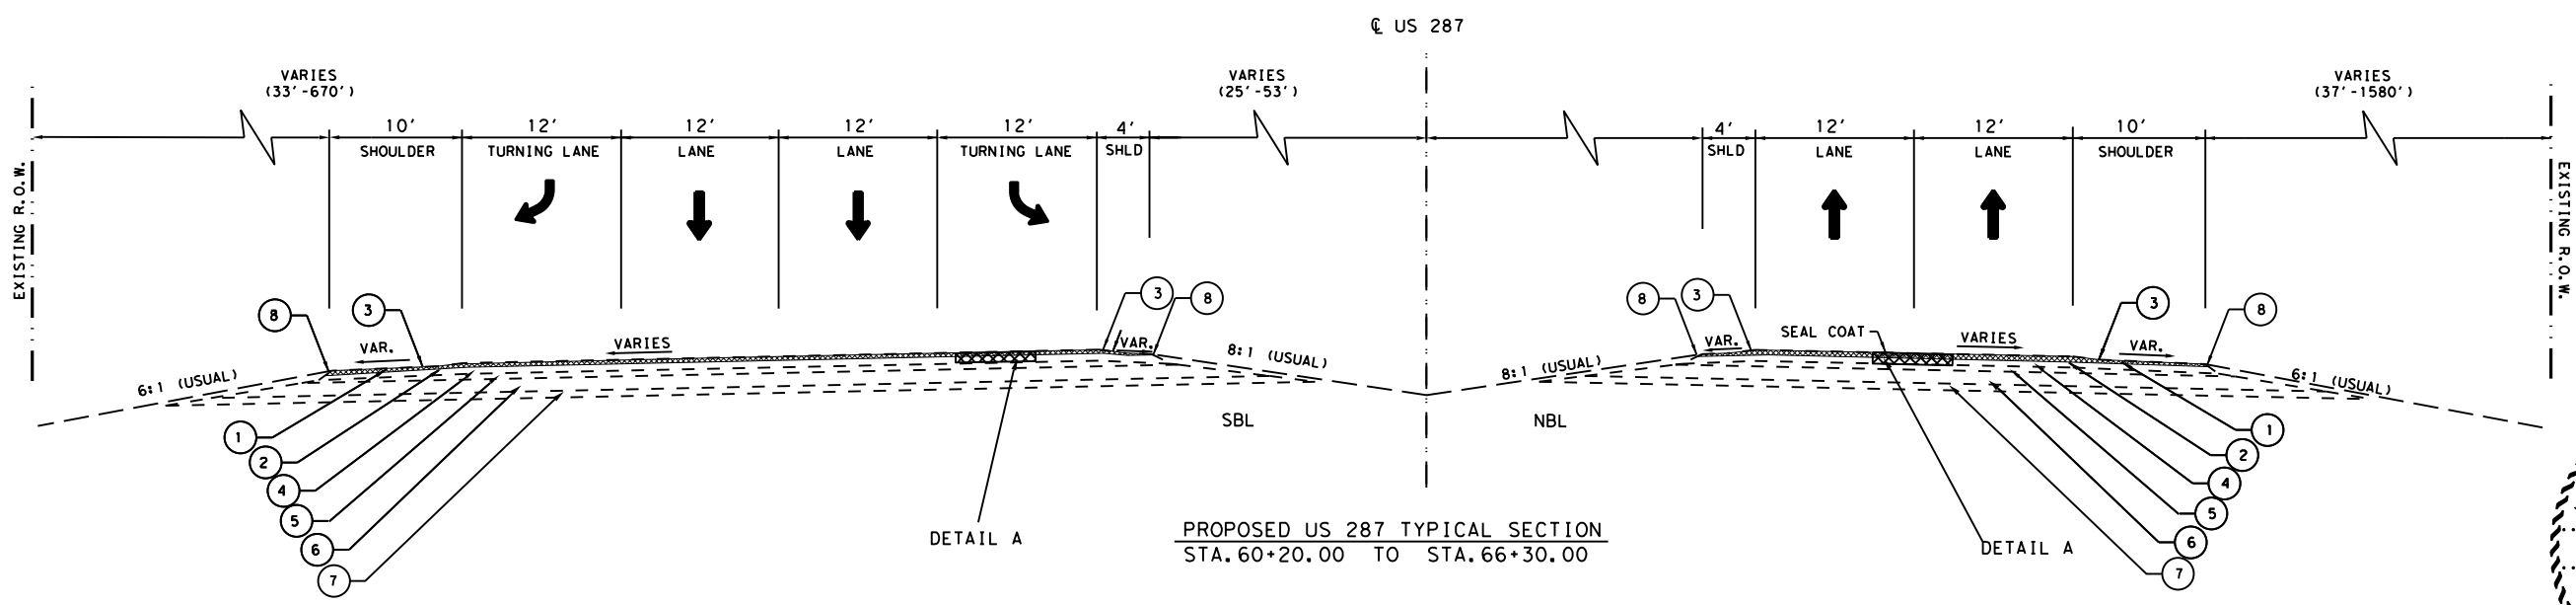 ℄ US 287
VARIES
(33'-670')
VARIES
(25'-53')
VARIES
(37'-1580')
10'
12'
12'
12'
12'
4'
4'
12'
12'
10'
SHOULDER
TURNING LANE
LANE
LANE
TURNING LANE
SHLD
SHLD
LANE
LANE
SHOULDER
EXISTING R.O.W.
EXISTING R.O.W.
8
3
3
8
8
3
3
8
VAR.
VARIES
VAR.
VAR.
SEAL COAT
VARIES
VAR.
6:1 (USUAL)
8:1 (USUAL)
8:1 (USUAL)
6:1 (USUAL)
SBL
NBL
1
2
4
5
6
7
1
2
4
5
6
7
DETAIL A
DETAIL A
PROPOSED US 287 TYPICAL SECTION
STA.60+20.00 TO STA.66+30.00